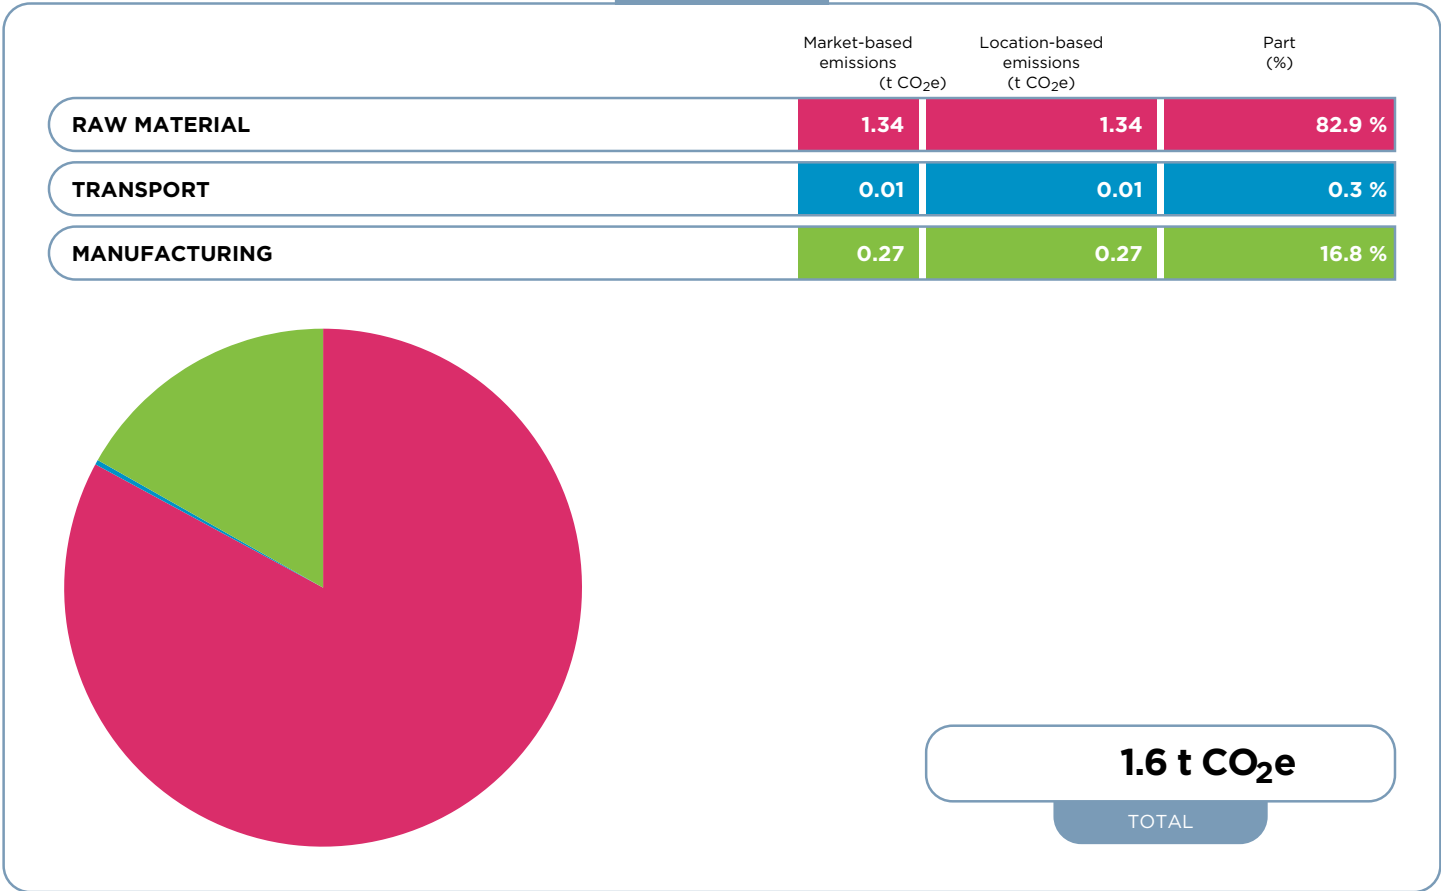 Market-based Location-based Part
emissions emissions (%)
(t CO₂e) (t CO₂e)
RAW MATERIAL 1.34 1.34 82.9 %
TRANSPORT 0.01 0.01 0.3 %
MANUFACTURING 0.27 0.27 16.8 %
1.6 t CO₂e
TOTAL